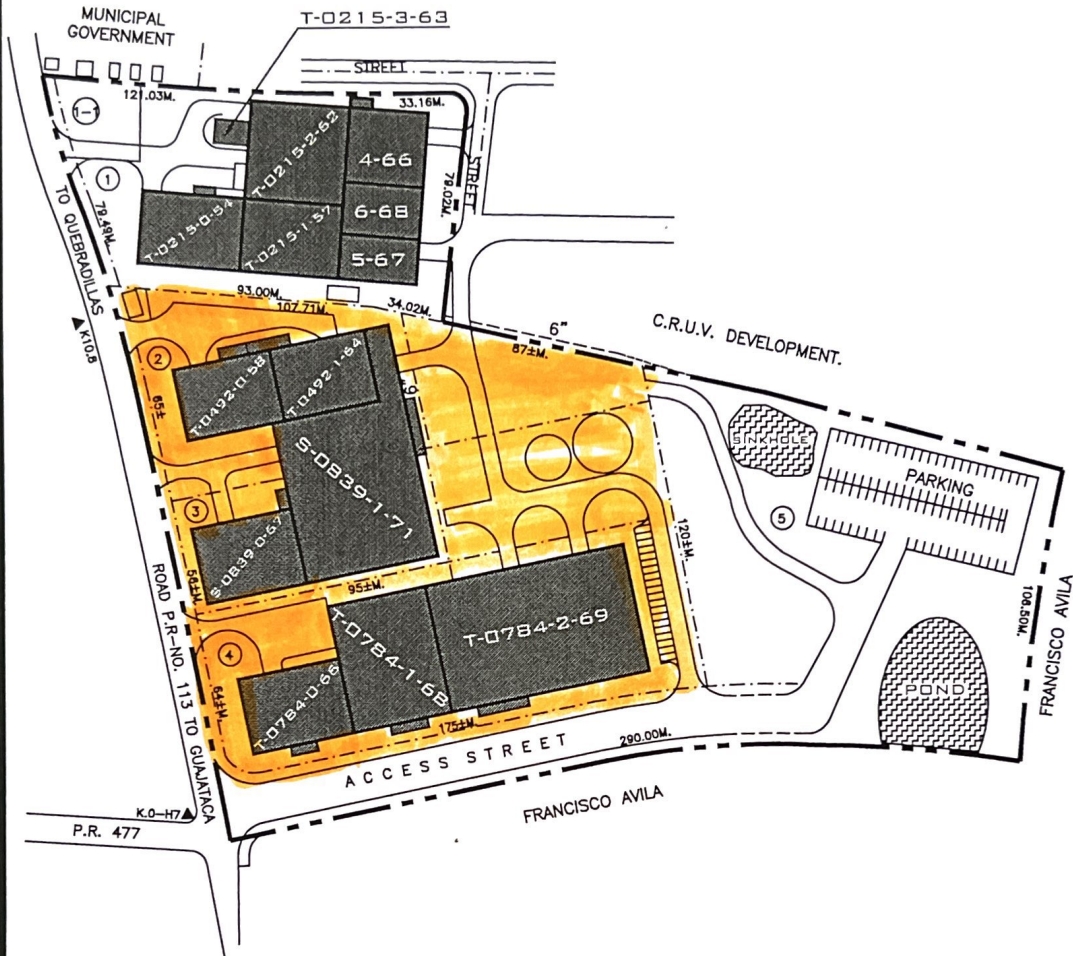 MUNICIPAL
GOVERNMENT
T-0215-3-63
STREET
121.03M.
33.16M.
1-1
T-0215-2-62
4-66
STREET
79.02M.
1
79.49M.
T-0215-0-54
T-0215-1-57
6-68
5-67
TO QUEBRADILLAS
K10.8
93.00M.
107.71M.
34.02M.
6"
87±M.
C.R.U.V. DEVELOPMENT.
2
65±
T-0492-0-58
T-0492-1-64
S-0839-1-71
SINKHOLE
PARKING
3
5
S-0839-0-67
58±M.
95±M.
120±M.
106.50M.
FRANCISCO AVILA
ROAD P.R.-NO. 113 TO GUAJATACA
4
64±M.
T-0784-0-66
T-0784-1-68
T-0784-2-69
POND
175±M.
ACCESS STREET
290.00M.
FRANCISCO AVILA
K.0-H7
P.R. 477